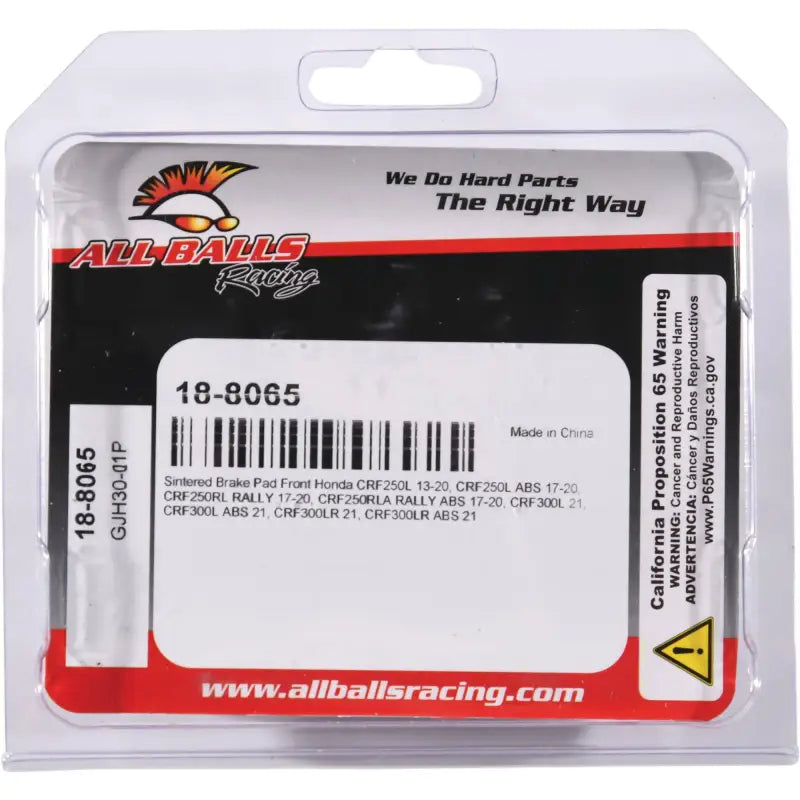 We Do Hard Parts
The Right Way
ALL BALLS
Racing
18-8065
Made in China
Sintered Brake Pad Front Honda CRF250L 13-20, CRF250L ABS 17-20,
CRF250RL RALLY 17-20, CRF250RLA RALLY ABS 17-20, CRF300L 21,
CRF300L ABS 21, CRF300LR 21, CRF300LR ABS 21
18-8065
GJH30-01P
California Proposition 65 Warning
WARNING: Cancer and Reproductive Harm
ADVERTENCIA: Cáncer y Daños Reproductivos
www.P65Warnings.ca.gov
www.allballsracing.com